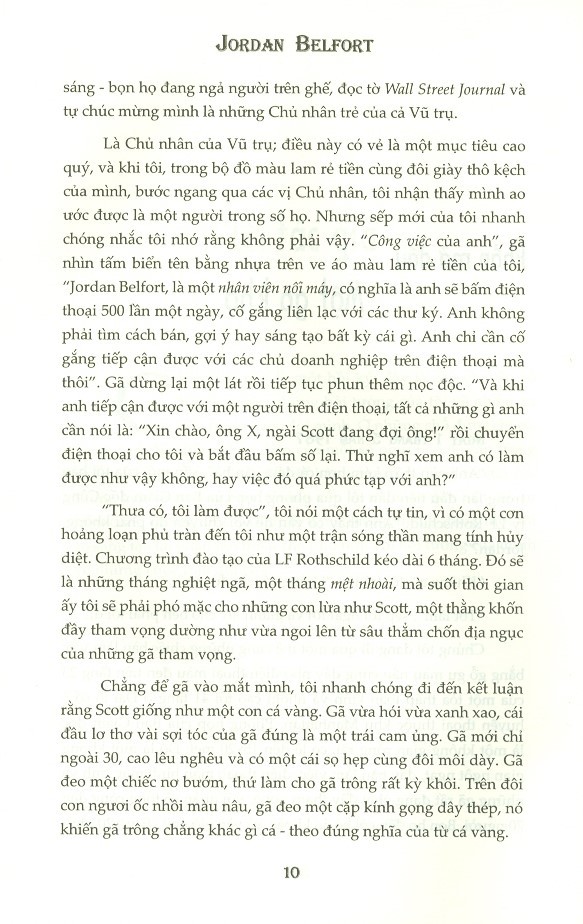 JORDAN BELFORT
sáng - bọn họ đang ngả người trên ghế, đọc tờ Wall Street Journal và
tự chúc mừng mình là những Chủ nhân trẻ của cả Vũ trụ.
Là Chủ nhân của Vũ trụ; điều này có vẻ là một mục tiêu cao
quý, và khi tôi, trong bộ đồ màu lam rẻ tiền cùng đôi giày thô kệch
của mình, bước ngang qua các vị Chủ nhân, tôi nhận thấy mình ao
ước được là một người trong số họ. Nhưng sếp mới của tôi nhanh
chóng nhắc tôi nhớ rằng không phải vậy. “Công việc của anh”, gã
nhìn tấm biển tên bằng nhựa trên ve áo màu lam rẻ tiền của tôi,
“Jordan Belfort, là một nhân viên nối máy, có nghĩa là anh sẽ bấm điện
thoại 500 lần một ngày, cố gắng liên lạc với các thư ký. Anh không
phải tìm cách bán, gợi ý hay sáng tạo bất kỳ cái gì. Anh chỉ cần cố
gắng tiếp cận được với các chủ doanh nghiệp trên điện thoại mà
thôi”. Gã dừng lại một lát rồi tiếp tục phun thêm nọc độc. “Và khi
anh tiếp cận được với một người trên điện thoại, tất cả những gì anh
cần nói là: “Xin chào, ông X, ngài Scott đang đợi ông!” rồi chuyển
điện thoại cho tôi và bắt đầu bấm số lại. Thử nghĩ xem anh có làm
được như vậy không, hay việc đó quá phức tạp với anh?”
“Thưa có, tôi làm được”, tôi nói một cách tự tin, vì có một cơn
hoảng loạn phủ tràn đến tôi như một trận sóng thần mang tính hủy
diệt. Chương trình đào tạo của LF Rothschild kéo dài 6 tháng. Đó sẽ
là những tháng nghiệt ngã, một tháng mệt nhoài, mà suốt thời gian
ấy tôi sẽ phải phó mặc cho những con lừa như Scott, một thằng khốn
đầy tham vọng dường như vừa ngoi lên từ sâu thẳm chốn địa ngục
của những gã tham vọng.
Chẳng để gã vào mắt mình, tôi nhanh chóng đi đến kết luận
rằng Scott giống như một con cá vàng. Gã vừa hói vừa xanh xao, cái
đầu lơ thơ vài sợi tóc của gã đúng là một trái cam ủng. Gã mới chỉ
ngoài 30, cao lêu nghêu và có một cái sọ hẹp cùng đôi môi dày. Gã
đeo một chiếc nơ bướm, thứ làm cho gã trông rất kỳ khôi. Trên đôi
con ngươi ốc nhồi màu nâu, gã đeo một cặp kính gọng dây thép, nó
khiến gã trông chẳng khác gì cá - theo đúng nghĩa của từ cá vàng.
10